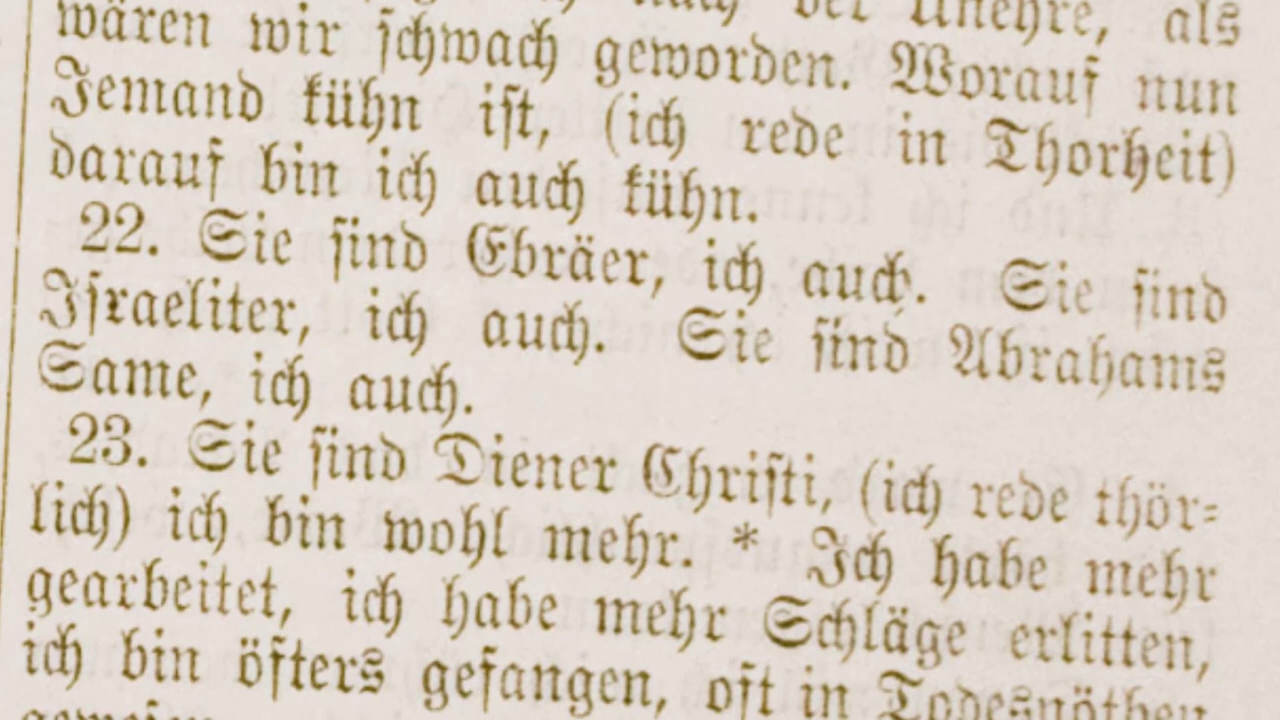 der Unehre, als
wären wir schwach geworden. Worauf nun
Jemand kühn ist, (ich rede in Thorheit)
darauf bin ich auch kühn.
22. Sie sind Ebräer, ich auch. Sie sind
Israeliter, ich auch. Sie sind Abrahams
Same, ich auch.
23. Sie sind Diener Christi, (ich rede thör-
lich) ich bin wohl mehr. * Ich habe mehr
gearbeitet, ich habe mehr Schläge erlitten,
ich bin öfters gefangen, oft in Todesnöthen